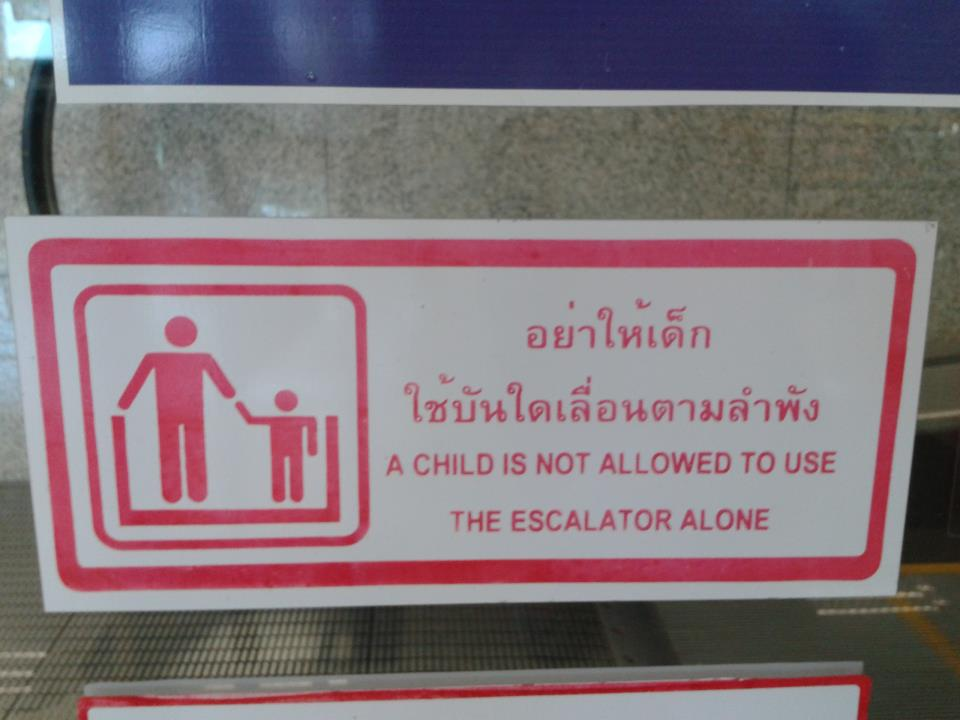 อย่าให้เด็ก
ใช้บันใดเลื่อนตามลำพัง
A CHILD IS NOT ALLOWED TO USE
THE ESCALATOR ALONE